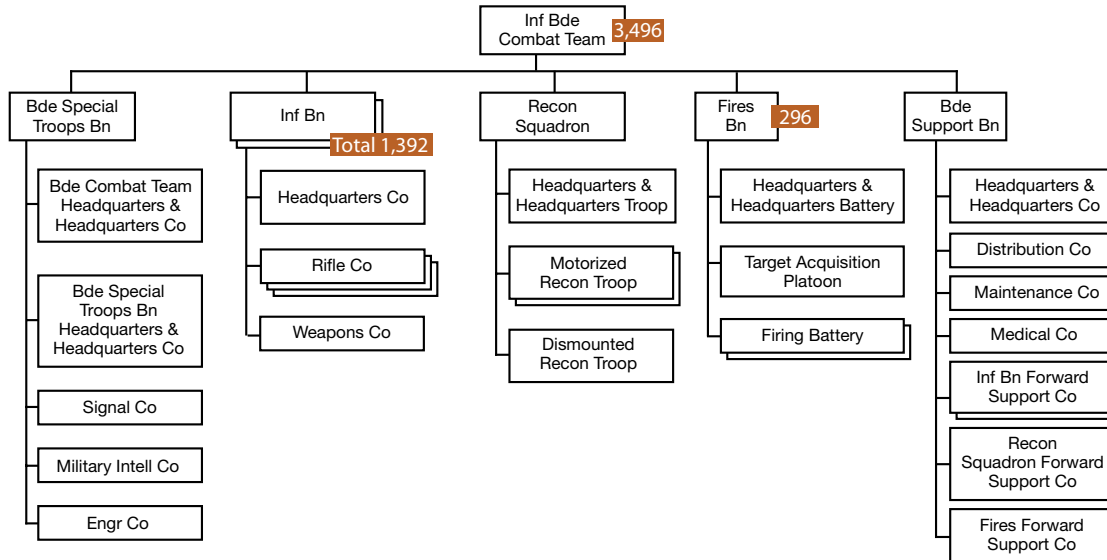 Inf Bde
Combat Team
3,496
Bde Special
Troops Bn
Inf Bn
Total 1,392
Recon
Squadron
Fires
Bn
296
Bde
Support Bn
Bde Combat Team
Headquarters &
Headquarters Co
Bde Special
Troops Bn
Headquarters &
Headquarters Co
Signal Co
Military Intell Co
Engr Co
Headquarters Co
Rifle Co
Weapons Co
Headquarters &
Headquarters Troop
Motorized
Recon Troop
Dismounted
Recon Troop
Headquarters &
Headquarters Battery
Target Acquisition
Platoon
Firing Battery
Headquarters &
Headquarters Co
Distribution Co
Maintenance Co
Medical Co
Inf Bn Forward
Support Co
Recon
Squadron Forward
Support Co
Fires Forward
Support Co